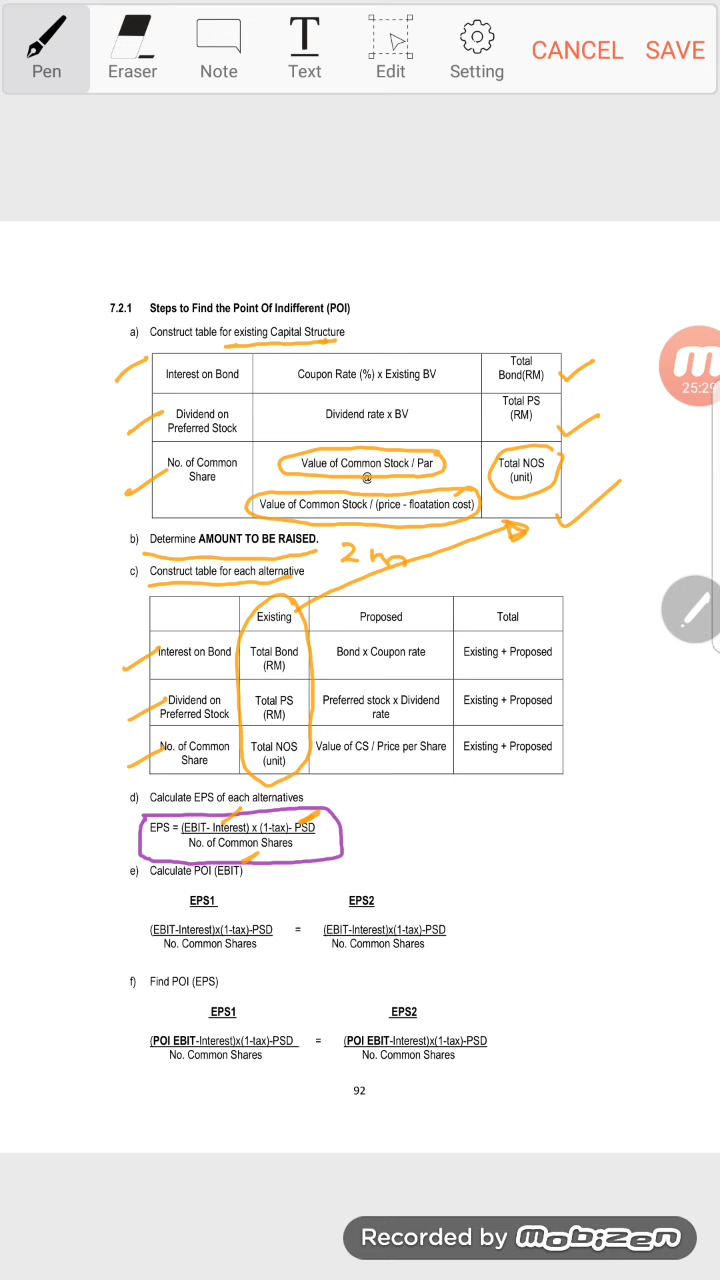 Pen Eraser Note Text Edit Setting CANCEL SAVE
7.2.1 Steps to Find the Point Of Indifferent (POI)
a) Construct table for existing Capital Structure
Interest on Bond Coupon Rate (%) x Existing BV Total Bond(RM)
Dividend on Preferred Stock Dividend rate x BV Total PS (RM)
No. of Common Share Value of Common Stock / Par @ Value of Common Stock / (price - floatation cost) Total NOS (unit)
m
25:29
b) Determine AMOUNT TO BE RAISED.
2 m
c) Construct table for each alternative
Existing Proposed Total
Interest on Bond Total Bond (RM) Bond x Coupon rate Existing + Proposed
Dividend on Preferred Stock Total PS (RM) Preferred stock x Dividend rate Existing + Proposed
No. of Common Share Total NOS (unit) Value of CS / Price per Share Existing + Proposed
d) Calculate EPS of each alternatives
EPS = (EBIT- Interest) x (1-tax)- PSD
No. of Common Shares
e) Calculate POI (EBIT)
EPS1 EPS2
(EBIT-Interest)x(1-tax)-PSD = (EBIT-Interest)x(1-tax)-PSD
No. Common Shares No. Common Shares
f) Find POI (EPS)
EPS1 EPS2
(POI EBIT-Interest)x(1-tax)-PSD = (POI EBIT-Interest)x(1-tax)-PSD
No. Common Shares No. Common Shares
92
Recorded by mobizen